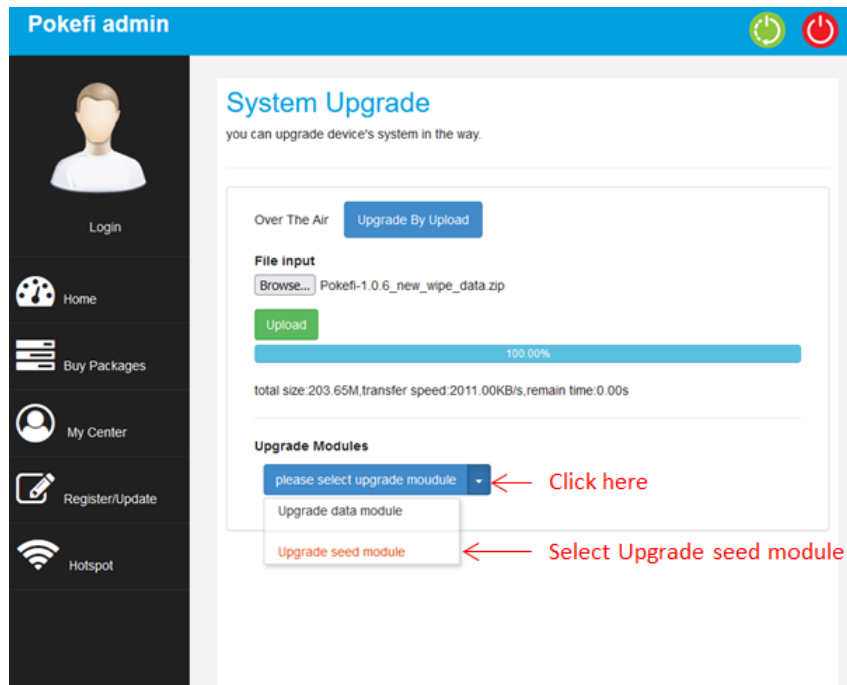 Pokefi admin
System Upgrade
you can upgrade device's system in the way.
Login
Over The Air Upgrade By Upload
File input
Browse... Pokefi-1.0.6_new_wipe_data.zip
Home
Upload
100.00%
Buy Packages
total size:203.65M,transfer speed:2011.00KB/s,remain time:0.00s
My Center
Upgrade Modules
please select upgrade moudule Click here
Register/Update
Upgrade data module
Upgrade seed module Select Upgrade seed module
Hotspot